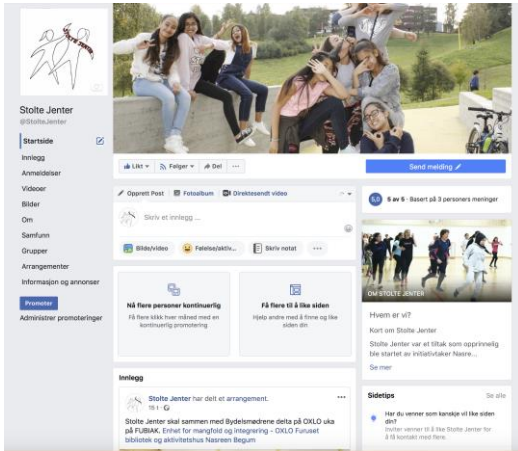 STOLTE JENTER
Stolte Jenter
@StolteJenter
Startside
Innlegg
Anmeldelser
Videoer
Bilder
Om
Samfunn
Grupper
Arrangementer
Informasjon og annonser
Promoter
Administrer promoteringer
Likt
Følger
Del
Send melding
Opprett Post
Fotoalbum
Direktesendt video
Skriv et innlegg ...
Bilde/video
Følelse/aktiv...
Skriv notat
Nå flere personer kontinuerlig
Få flere klikk hver måned med en
kontinuerlig promotering
Få flere til å like siden
Hjelp andre med å finne og like
siden din
Innlegg
Stolte Jenter har delt et arrangement.
Stolte Jenter skal sammen med Bydelsmødrene delta på OXLO uka
på FUBIAK. Enhet for mangfold og integrering - OXLO Furuset
bibliotek og aktivitetshus Nasreen Begum
5,0 5 av 5 · Basert på 3 personers meninger
OM STOLTE JENTER
Hvem er vi?
Kort om Stolte Jenter
Stolte Jenter var et tiltak som opprinnelig
ble startet av initiativtaker Nasre...
Se mer
Sidetips
Se alle
Har du venner som kanskje vil like siden
din?
Inviter venner til å like Stolte Jenter for
å få kontakt med flere.